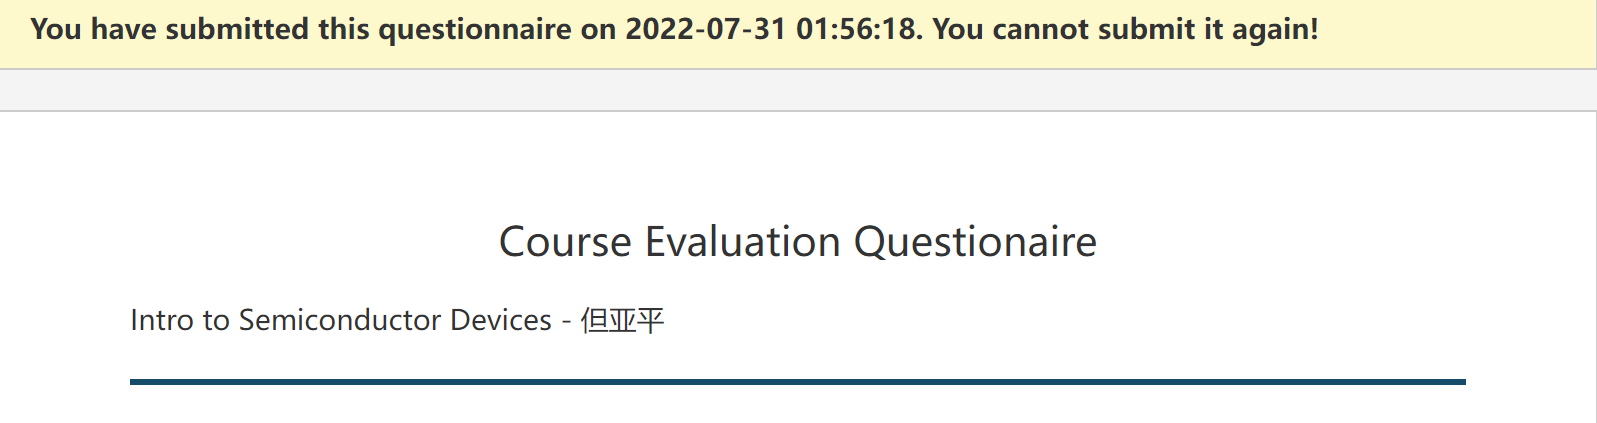 You have submitted this questionnaire on 2022-07-31 01:56:18. You cannot submit it again!
Course Evaluation Questionaire
Intro to Semiconductor Devices - 但亚平